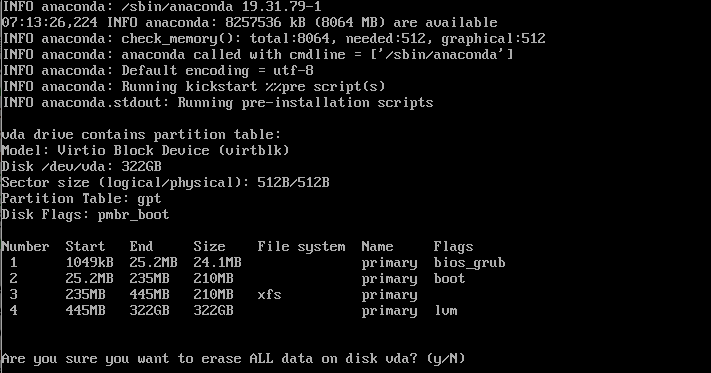 INFO anaconda: /sbin/anaconda 19.31.79-1
07:13:26,224 INFO anaconda: 8257536 kB (8064 MB) are available
INFO anaconda: check_memory(): total:8064, needed:512, graphical:512
INFO anaconda: anaconda called with cmdline = ['/sbin/anaconda']
INFO anaconda: Default encoding = utf-8
INFO anaconda: Running kickstart %%pre script(s)
INFO anaconda.stdout: Running pre-installation scripts
vda drive contains partition table:
Model: Virtio Block Device (virtblk)
Disk /dev/vda: 322GB
Sector size (logical/physical): 512B/512B
Partition Table: gpt
Disk Flags: pmbr_boot
Number  Start   End     Size    File system  Name     Flags
 1      1049kB  25.2MB  24.1MB               primary  bios_grub
 2      25.2MB  235MB   210MB                primary  boot
 3      235MB   445MB   210MB   xfs          primary
 4      445MB   322GB   322GB                primary  lvm
Are you sure you want to erase ALL data on disk vda? (y/N)